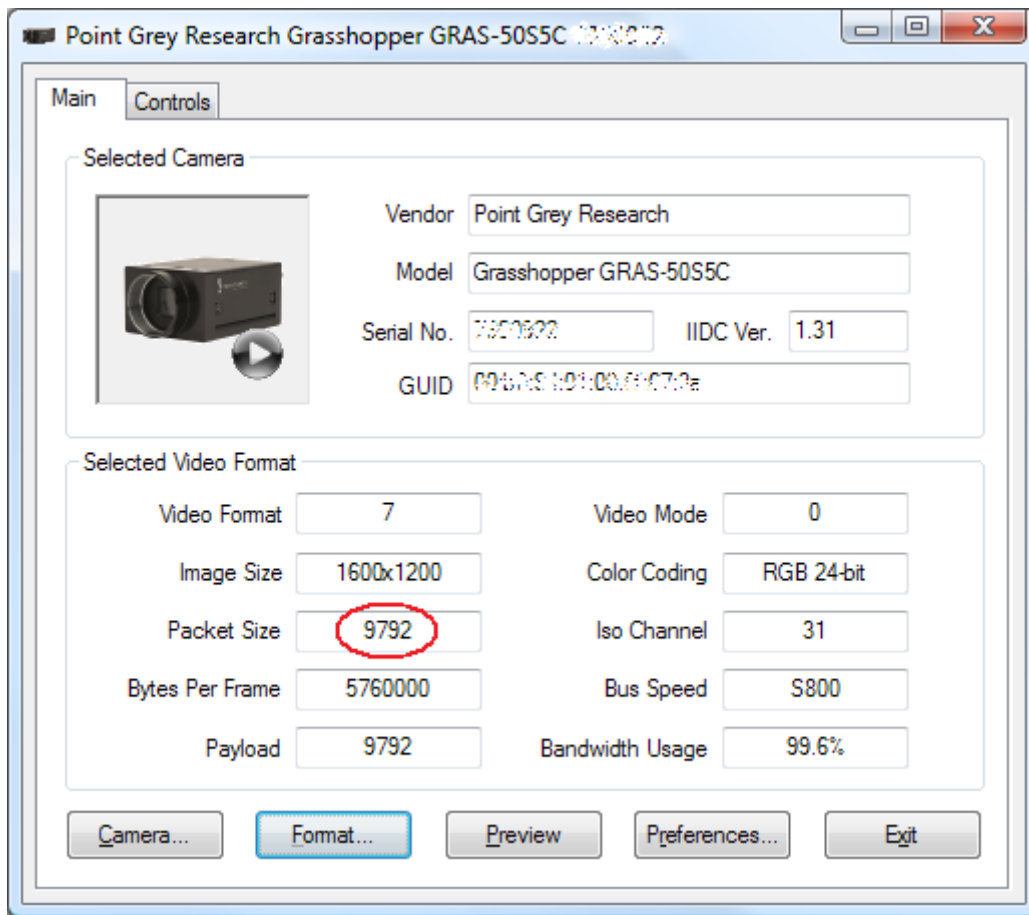 Point Grey Research Grasshopper GRAS-50S5C
Main
Controls
Selected Camera
Vendor Point Grey Research
Model Grasshopper GRAS-50S5C
Serial No. IIDC Ver. 1.31
GUID
Selected Video Format
Video Format 7 Video Mode 0
Image Size 1600x1200 Color Coding RGB 24-bit
Packet Size 9792 Iso Channel 31
Bytes Per Frame 5760000 Bus Speed S800
Payload 9792 Bandwidth Usage 99.6%
Camera... Format... Preview Preferences... Exit